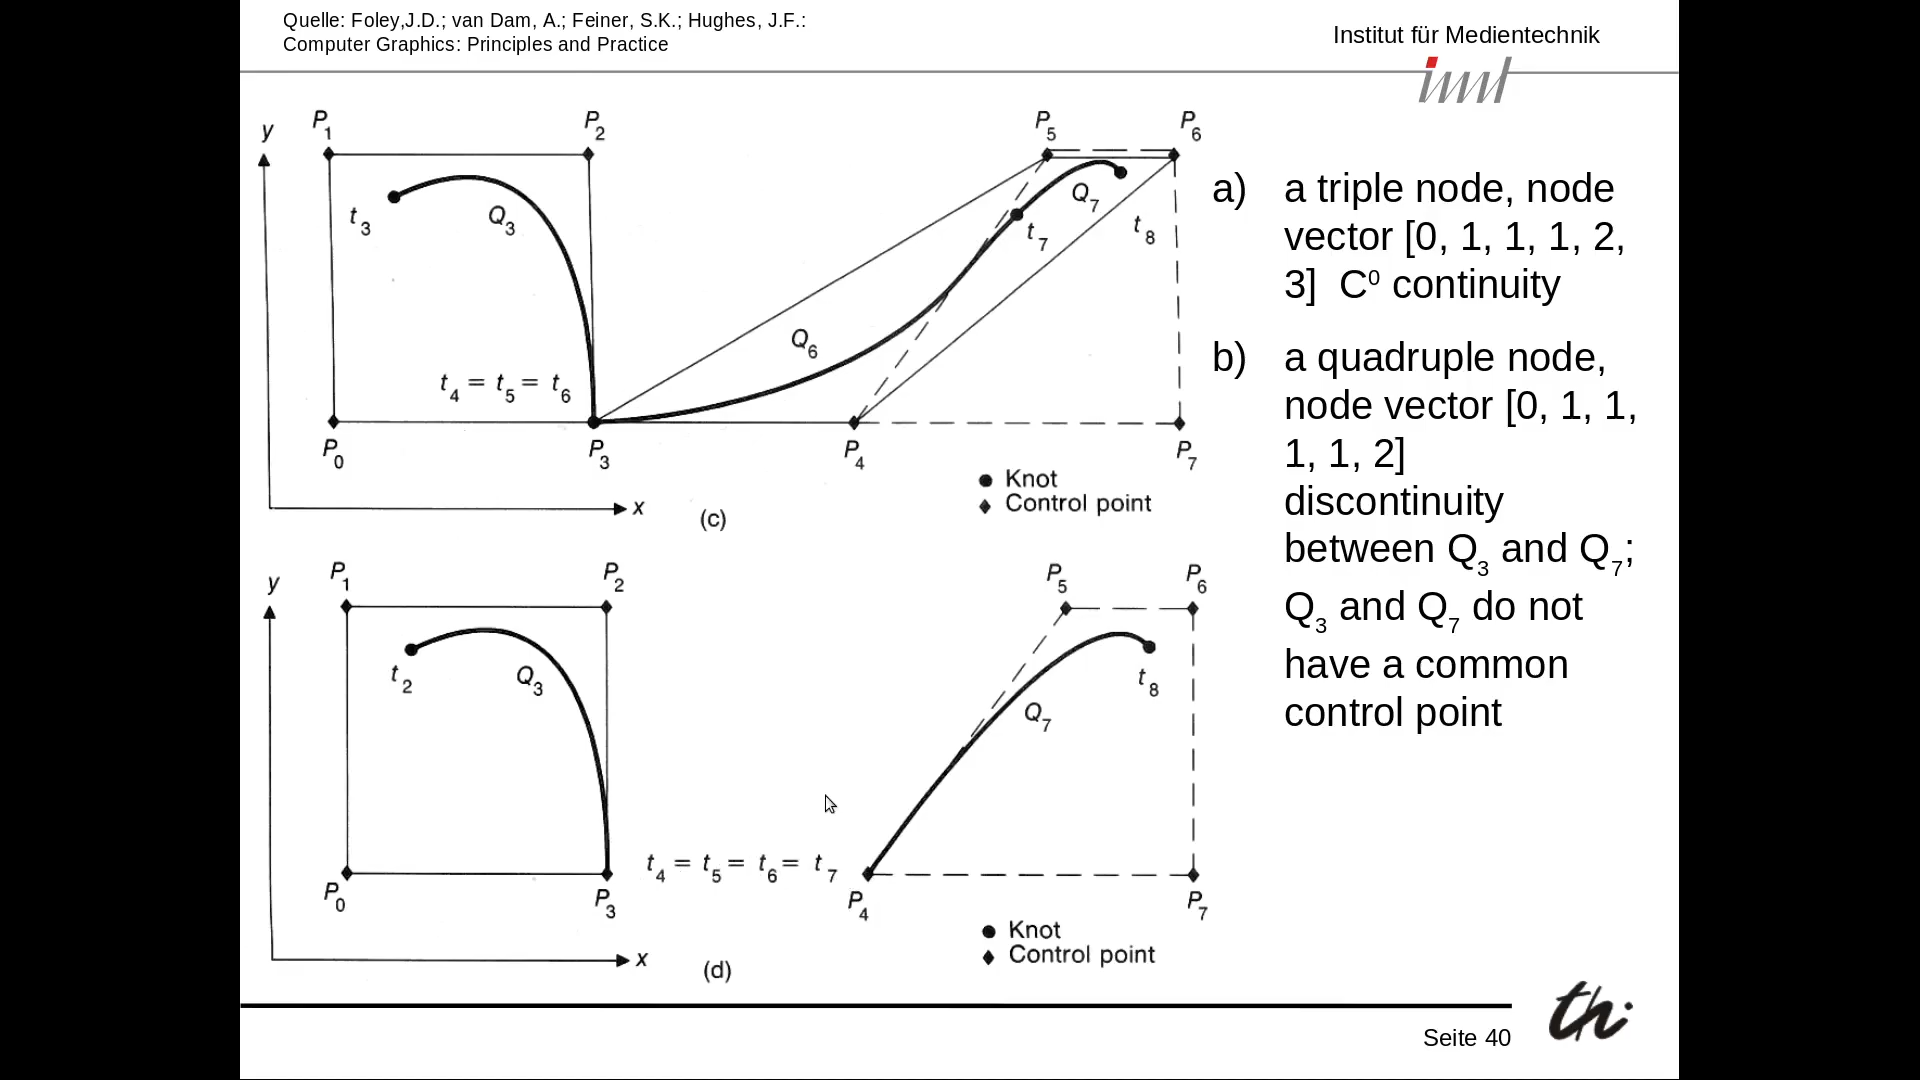 Quelle: Foley,J.D.; van Dam, A.; Feiner, S.K.; Hughes, J.F.:
Computer Graphics: Principles and Practice
Institut für Medientechnik
imt
y
P1
P2
P5
P6
t3
Q3
Q7
t7
t8
Q6
t4 = t5 = t6
P0
P3
P4
P7
Knot
Control point
x
(c)
a) a triple node, node
vector [0, 1, 1, 1, 2,
3] C⁰ continuity
b) a quadruple node,
node vector [0, 1, 1,
1, 1, 2]
discontinuity
between Q3 and Q7;
Q3 and Q7 do not
have a common
control point
y
P1
P2
P5
P6
t2
Q3
t8
Q7
t4 = t5 = t6 = t7
P0
P3
P4
P7
Knot
Control point
x
(d)
th
Seite 40